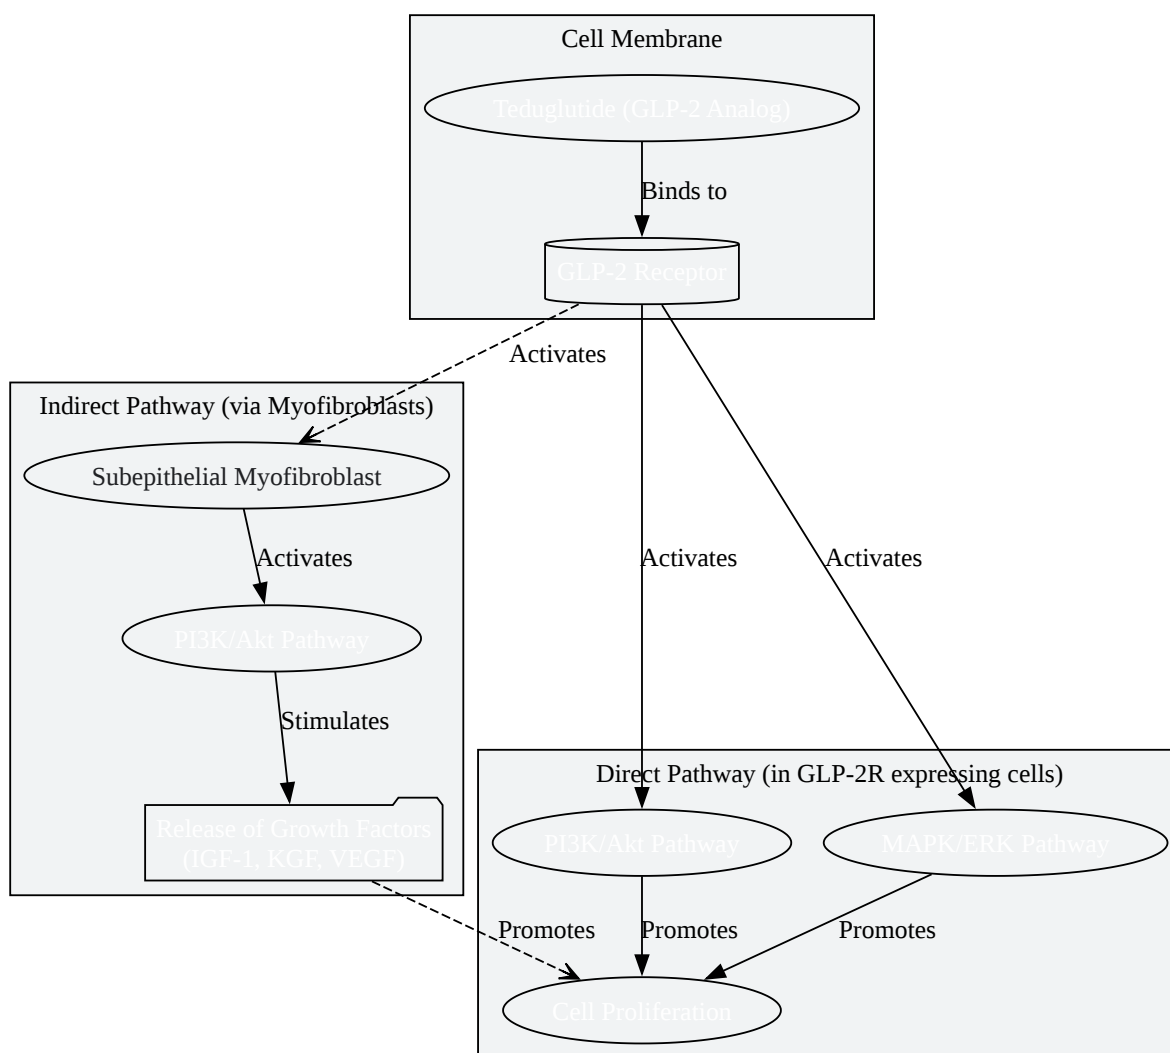 Cell Membrane
Teduglutide (GLP-2 Analog)
Binds to
GLP-2 Receptor
Activates
Indirect Pathway (via Myofibroblasts)
Subepithelial Myofibroblast
Activates
Activates
Activates
PI3K/Akt Pathway
Stimulates
Direct Pathway (in GLP-2R expressing cells)
Release of Growth Factors
(IGF-1, KGF, VEGF)
PI3K/Akt Pathway
MAPK/ERK Pathway
Promotes
Promotes
Promotes
Cell Proliferation